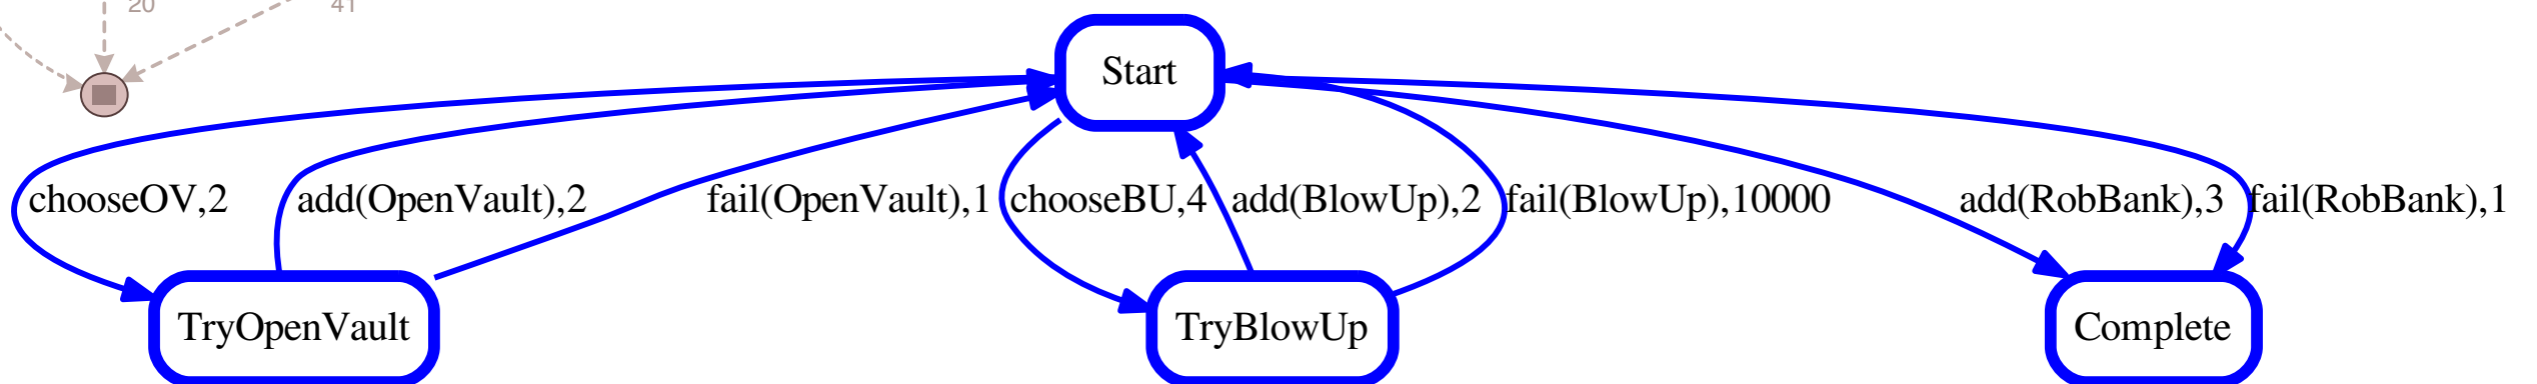 20
41
Start
chooseOV,2
add(OpenVault),2
fail(OpenVault),1
chooseBU,4
add(BlowUp),2
fail(BlowUp),10000
add(RobBank),3
fail(RobBank),1
TryOpenVault
TryBlowUp
Complete